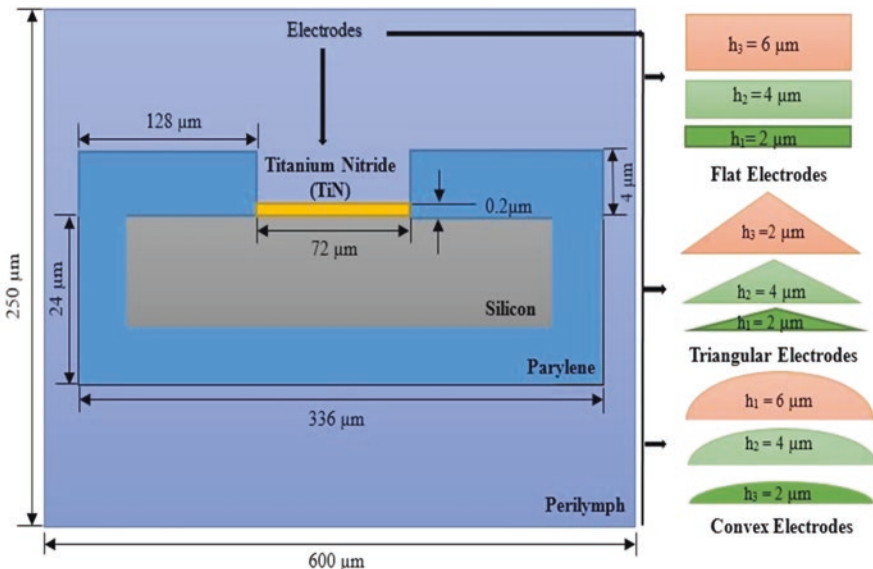 Electrodes
128 µm
Titanium Nitride
(TiN)
4 µm
0.2µm
72 µm
250 µm
24 µm
Silicon
Parylene
336 µm
Perilymph
600 µm
h₃ = 6 µm
h₂ = 4 µm
h₁= 2 µm
Flat Electrodes
h₃ =2 µm
h₂ = 4 µm
h₁= 2 µm
Triangular Electrodes
h₁ = 6 µm
h₂ = 4 µm
h₃ = 2 µm
Convex Electrodes